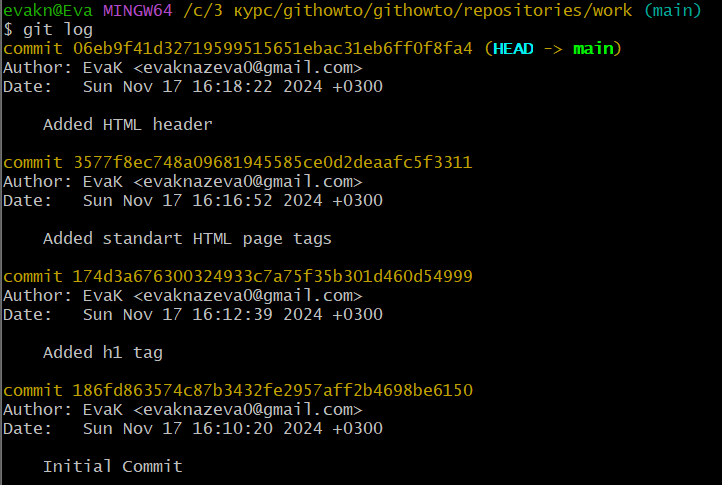 evakn@Eva MINGW64 /c/3 курс/githowto/githowto/repositories/work (main)
$ git log
commit 06eb9f41d32719599515651ebac31eb6ff0f8fa4 (HEAD -> main)
Author: EvaK <evaknazeva0@gmail.com>
Date:   Sun Nov 17 16:18:22 2024 +0300

    Added HTML header

commit 3577f8ec748a09681945585ce0d2deaafc5f3311
Author: EvaK <evaknazeva0@gmail.com>
Date:   Sun Nov 17 16:16:52 2024 +0300

    Added standart HTML page tags

commit 174d3a676300324933c7a75f35b301d460d54999
Author: EvaK <evaknazeva0@gmail.com>
Date:   Sun Nov 17 16:12:39 2024 +0300

    Added h1 tag

commit 186fd863574c87b3432fe2957aff2b4698be6150
Author: EvaK <evaknazeva0@gmail.com>
Date:   Sun Nov 17 16:10:20 2024 +0300

    Initial Commit